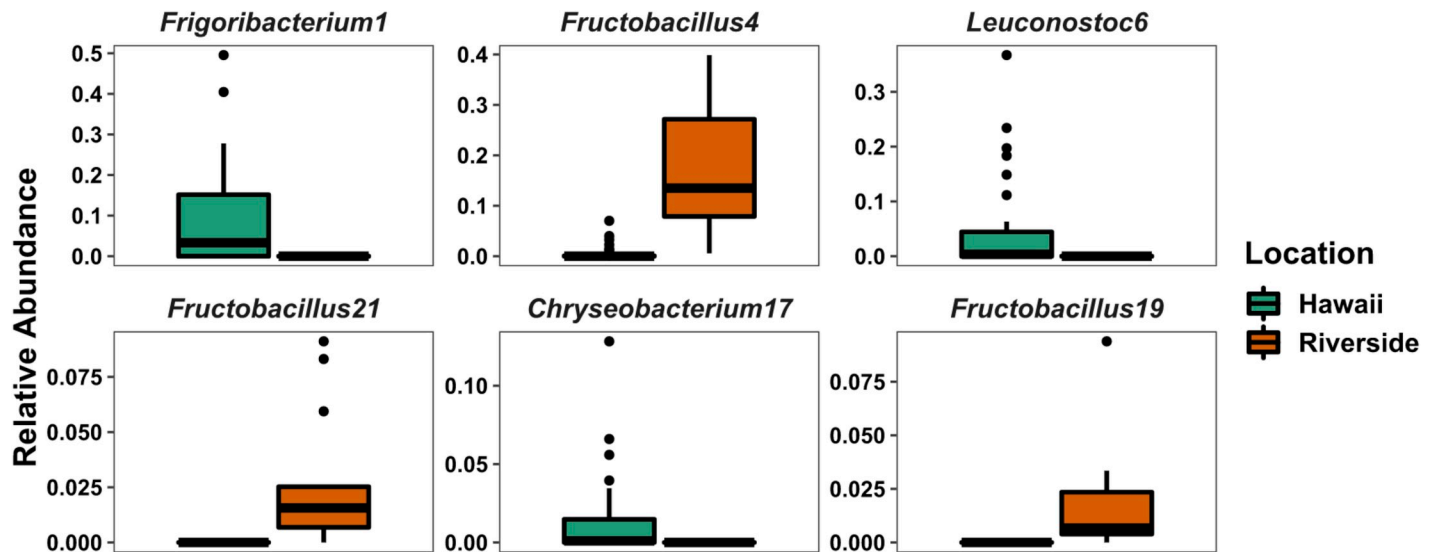 Frigoribacterium1
Fructobacillus4
Leuconostoc6
0.5
0.4
0.3
0.2
0.1
0.0
0.4
0.3
0.2
0.1
0.0
0.3
0.2
0.1
0.0
Relative Abundance
Fructobacillus21
Chryseobacterium17
Fructobacillus19
0.075
0.050
0.025
0.000
0.10
0.05
0.00
0.075
0.050
0.025
0.000
Location
Hawaii
Riverside